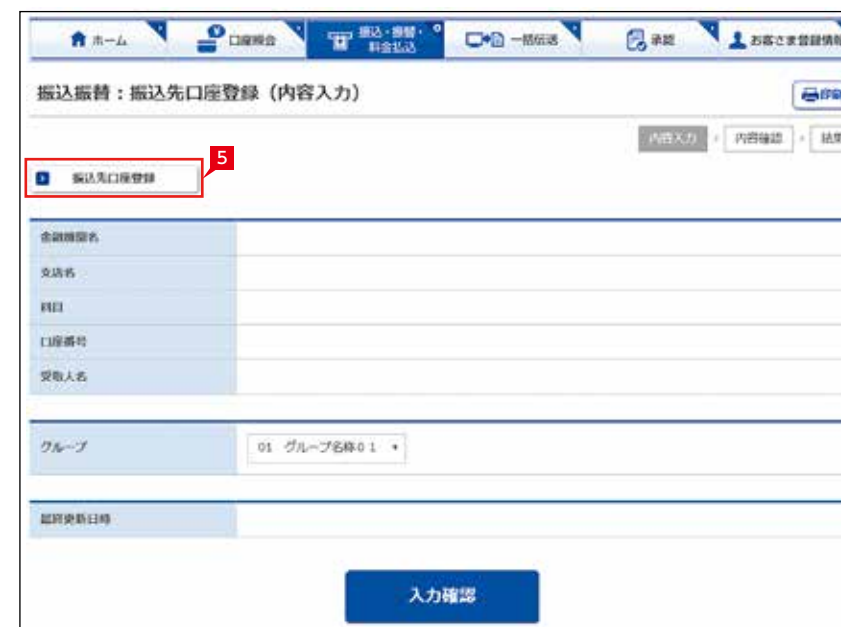 ホーム
口座照会
振込・振替・
料金払込
一括伝送
承認
お客さま登録情報
振込振替：振込先口座登録（内容入力）
印刷
内容入力
内容確認
結果
5
振込先口座登録
金融機関名
支店名
科目
口座番号
受取人名
グループ
01 グループ名称０１
最終更新日時
入力確認